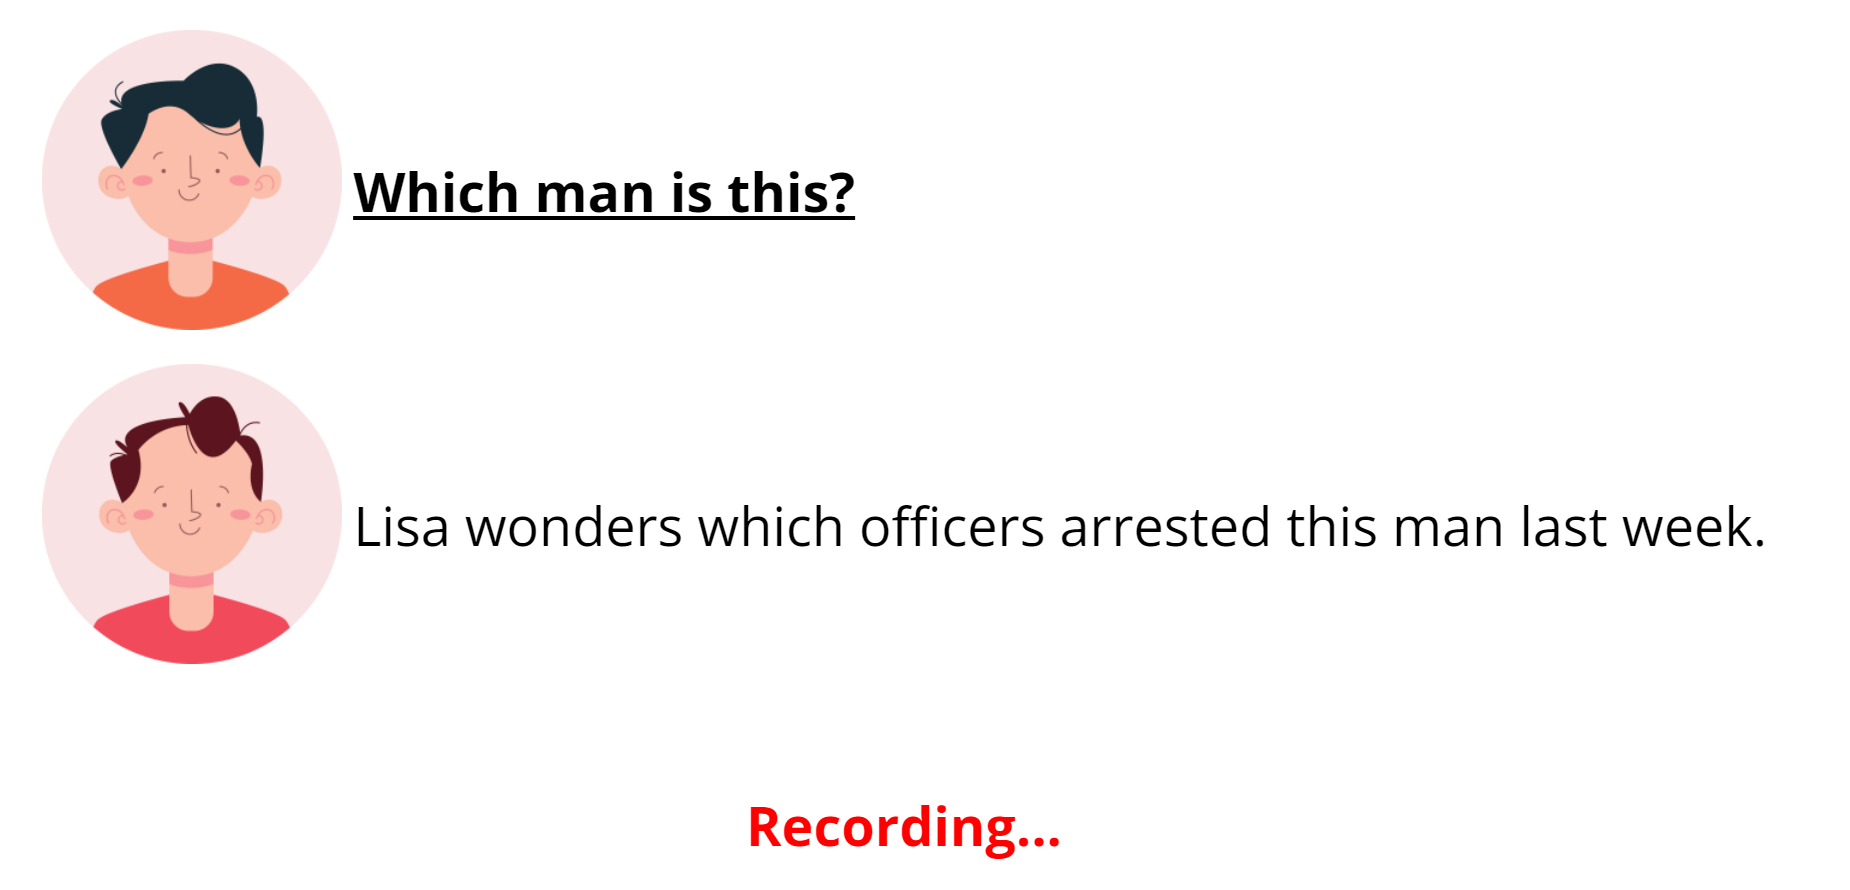 Which man is this?
Lisa wonders which officers arrested this man last week.
Recording...